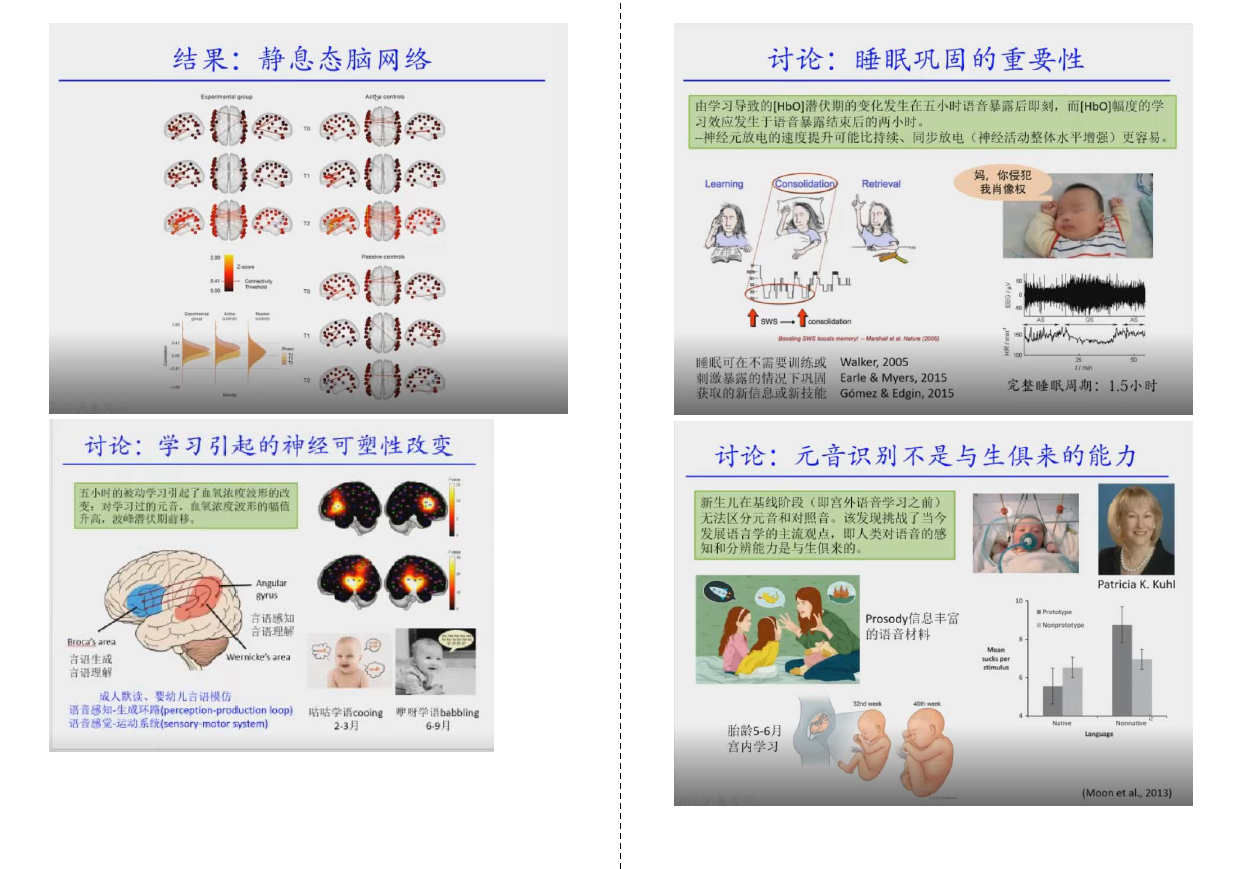 结果：静息态脑网络
Experimental group
Active controls
T0
T1
T2
2.99
Z-score
0.41
Connectivity
Threshold
0.09
Passive controls
T0
T1
T2
Experimental
group
Active
controls
Passive
controls
Correlation
Phase
Density
讨论：学习引起的神经可塑性改变
五小时的被动学习引起了血氧浓度波形的改
变：对学习过的元音，血氧浓度波形的幅值
升高，波峰潜伏期前移。
Angular
gyrus
言语感知
言语理解
Broca's area
言语生成
言语理解
Wernicke's area
成人默读、婴幼儿言语模仿
语音感知-生成环路(perception-production loop)
语音感觉-运动系统(sensory-motor system)
咕咕学语cooing
2-3月
咿呀学语babbling
6-9月
讨论：睡眠巩固的重要性
由学习导致的[HbO]潜伏期的变化发生在五小时语音暴露后即刻，而[HbO]幅度的学
习效应发生于语音暴露结束后的两小时。
--神经元放电的速度提升可能比持续、同步放电（神经活动整体水平增强）更容易。
Learning
Consolidation
Retrieval
妈，你侵犯
我肖像权
SWS
consolidation
Boosting SWS boosts memory! – Marshall et al. Nature (2005)
EEG / μV
50
0
-50
AS
QS
AS
HR / min
150
100
25
50
t / min
睡眠可在不需要训练或
刺激暴露的情况下巩固
获取的新信息或新技能
Walker, 2005
Earle & Myers, 2015
Gómez & Edgin, 2015
完整睡眠周期：1.5小时
讨论：元音识别不是与生俱来的能力
新生儿在基线阶段（即宫外语音学习之前）
无法区分元音和对照音。该发现挑战了当今
发展语言学的主流观点，即人类对语音的感
知和分辨能力是与生俱来的。
Patricia K. Kuhl
Prosody信息丰富
的语音材料
10
8
6
4
Prototype
Nonprototype
Mean
sucks per
stimulus
Native
Nonnative
Language
32nd week
40th week
胎龄5-6月
宫内学习
(Moon et al., 2013)